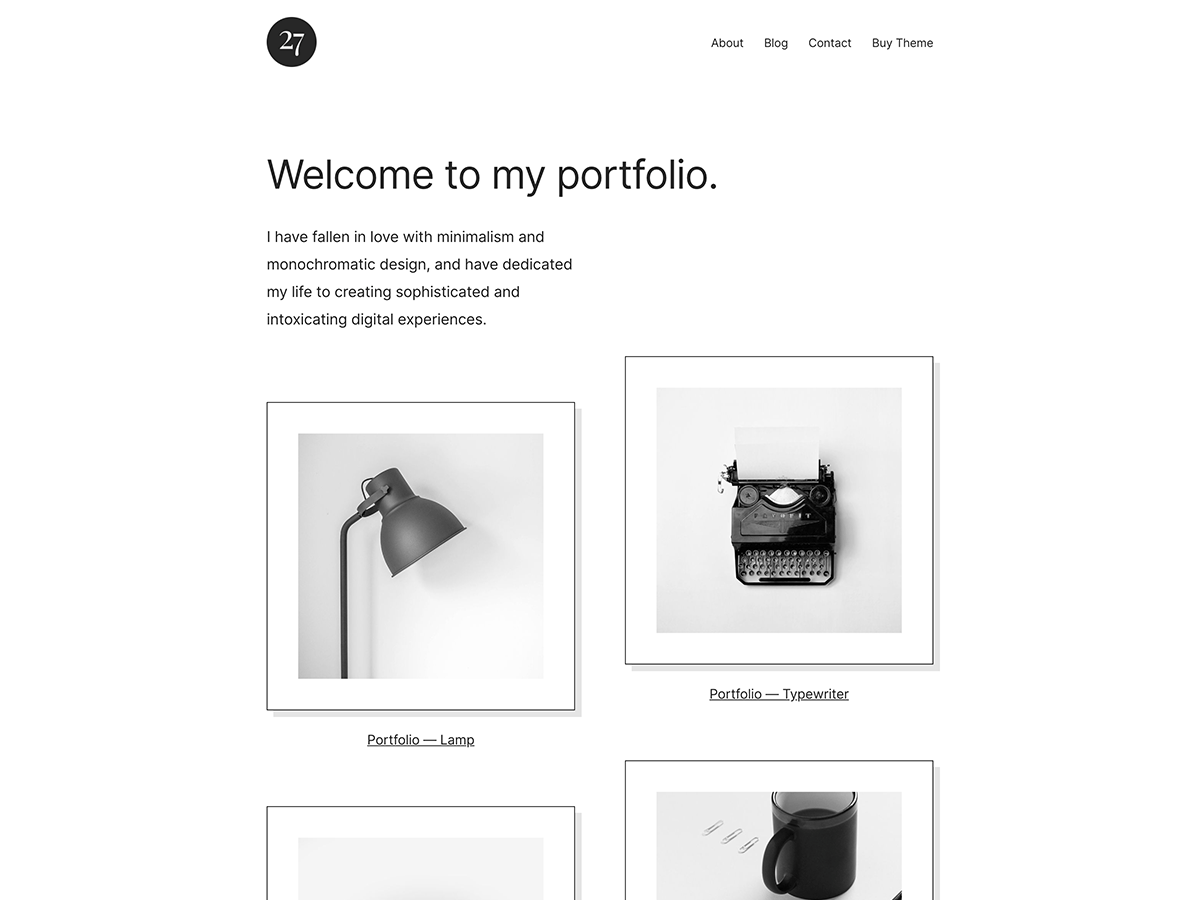 27
About Blog Contact Buy Theme
Welcome to my portfolio.
I have fallen in love with minimalism and
monochromatic design, and have dedicated
my life to creating sophisticated and
intoxicating digital experiences.
Portfolio — Typewriter
Portfolio — Lamp